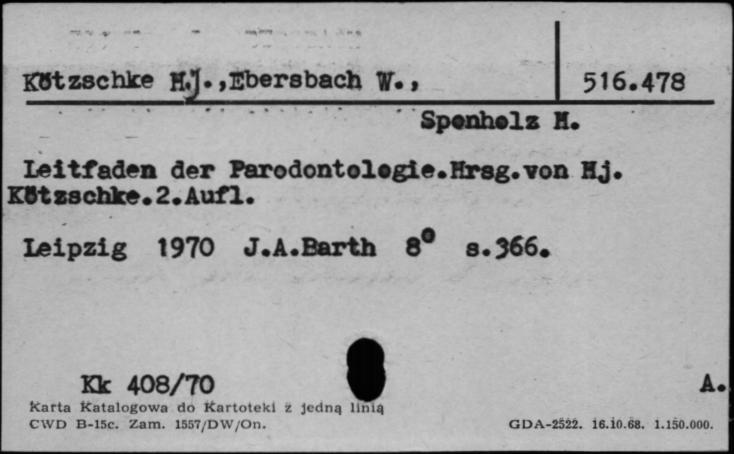 Kötzschke H.J.,Ebersbach W., 516.478
Sponholz H.
Leitfaden der Parodontologie.Hrsg.von Hj.
Kötzschke.2.Aufl.
Leipzig 1970 J.A.Barth 8° s.366.
Kk 408/70 A.
Karta Katalogowa do Kartoteki z jedną linią
CWD B-15c. Zam. 1557/DW/On. GDA-2522. 16.10.68. 1.150.000.